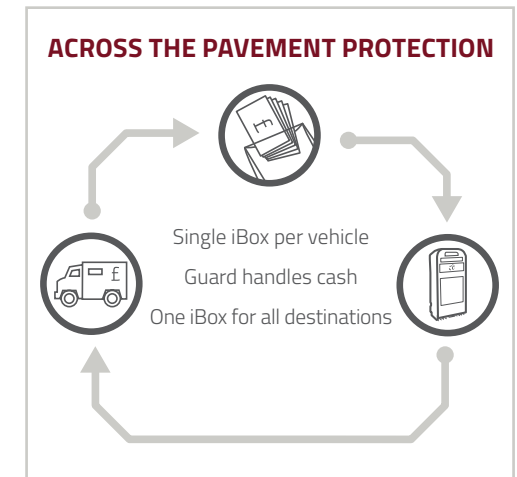 ACROSS THE PAVEMENT PROTECTION
£
Single iBox per vehicle
£
Guard handles cash
One iBox for all destinations